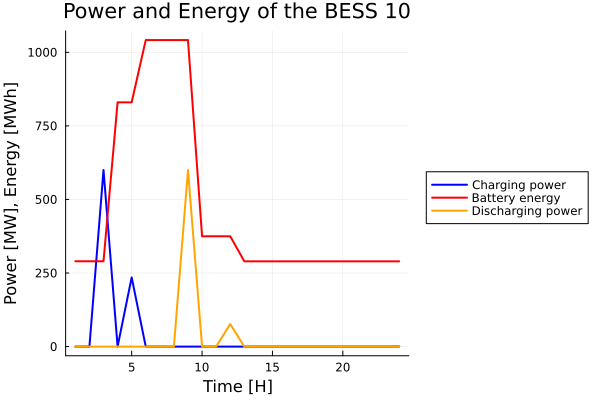 Power and Energy of the BESS 10
Power [MW], Energy [MWh]
1000
750
500
250
0
5
10
15
20
Time [H]
Charging power
Battery energy
Discharging power